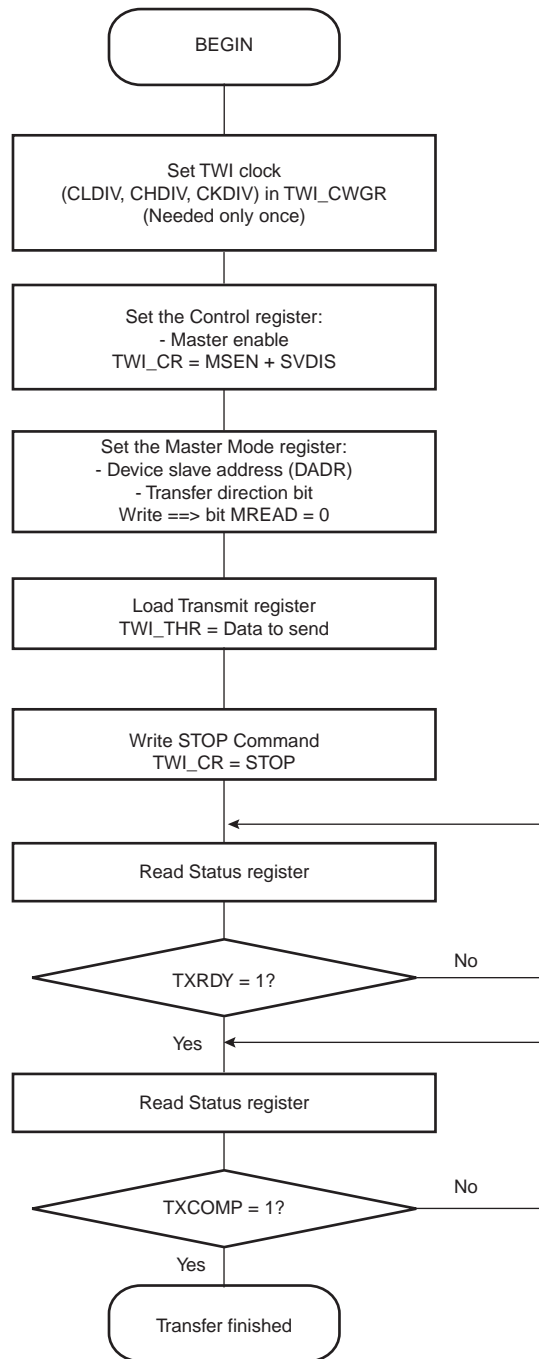 BEGIN
Set TWI clock
(CLDIV, CHDIV, CKDIV) in TWI_CWGR
(Needed only once)
Set the Control register:
- Master enable
TWI_CR = MSEN + SVDIS
Set the Master Mode register:
- Device slave address (DADR)
- Transfer direction bit
Write ==> bit MREAD = 0
Load Transmit register
TWI_THR = Data to send
Write STOP Command
TWI_CR = STOP
Read Status register
No
TXRDY = 1?
Yes
Read Status register
No
TXCOMP = 1?
Yes
Transfer finished